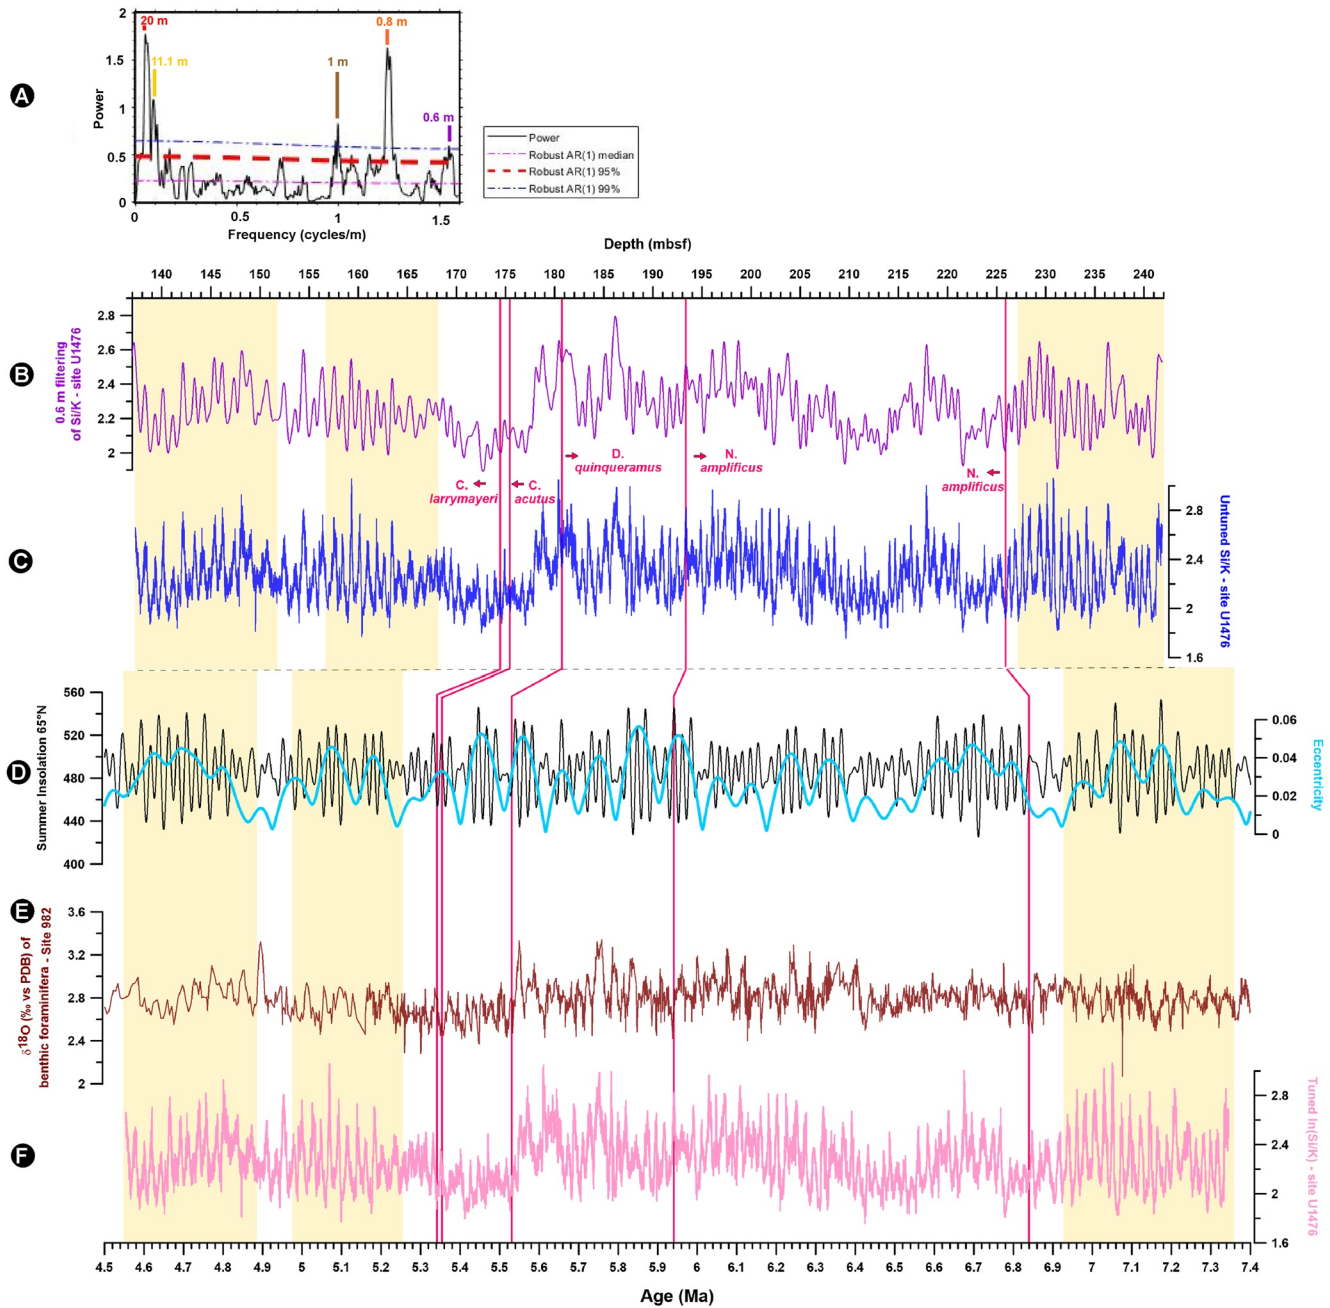 A
2
1.5
1
0.5
0
Power
20 m
11.1 m
1 m
0.8 m
0.6 m
0
0.5
1
1.5
Frequency (cycles/m)
Power
Robust AR(1) median
Robust AR(1) 95%
Robust AR(1) 99%
Depth (mbsf)
140 145 150 155 160 165 170 175 180 185 190 195 200 205 210 215 220 225 230 235 240
B
0.6 m filtering
of Si/K - site U1476
2.8
2.6
2.4
2.2
2
C.
larrymayeri
C.
acutus
D.
quinqueramus
N.
amplificus
N.
amplificus
C
2.8
2.4
2
1.6
Untuned Si/K - site U1476
D
Summer Insolation 65°N
560
520
480
440
400
0.06
0.04
0.02
0
Eccentricity
E
δ18O (‰ vs PDB) of
benthic foraminifera - Site 982
3.6
3.2
2.8
2.4
2
F
2.8
2.4
2
1.6
Tuned ln(Si/K) - site U1476
4.5 4.6 4.7 4.8 4.9 5 5.1 5.2 5.3 5.4 5.5 5.6 5.7 5.8 5.9 6 6.1 6.2 6.3 6.4 6.5 6.6 6.7 6.8 6.9 7 7.1 7.2 7.3 7.4
Age (Ma)